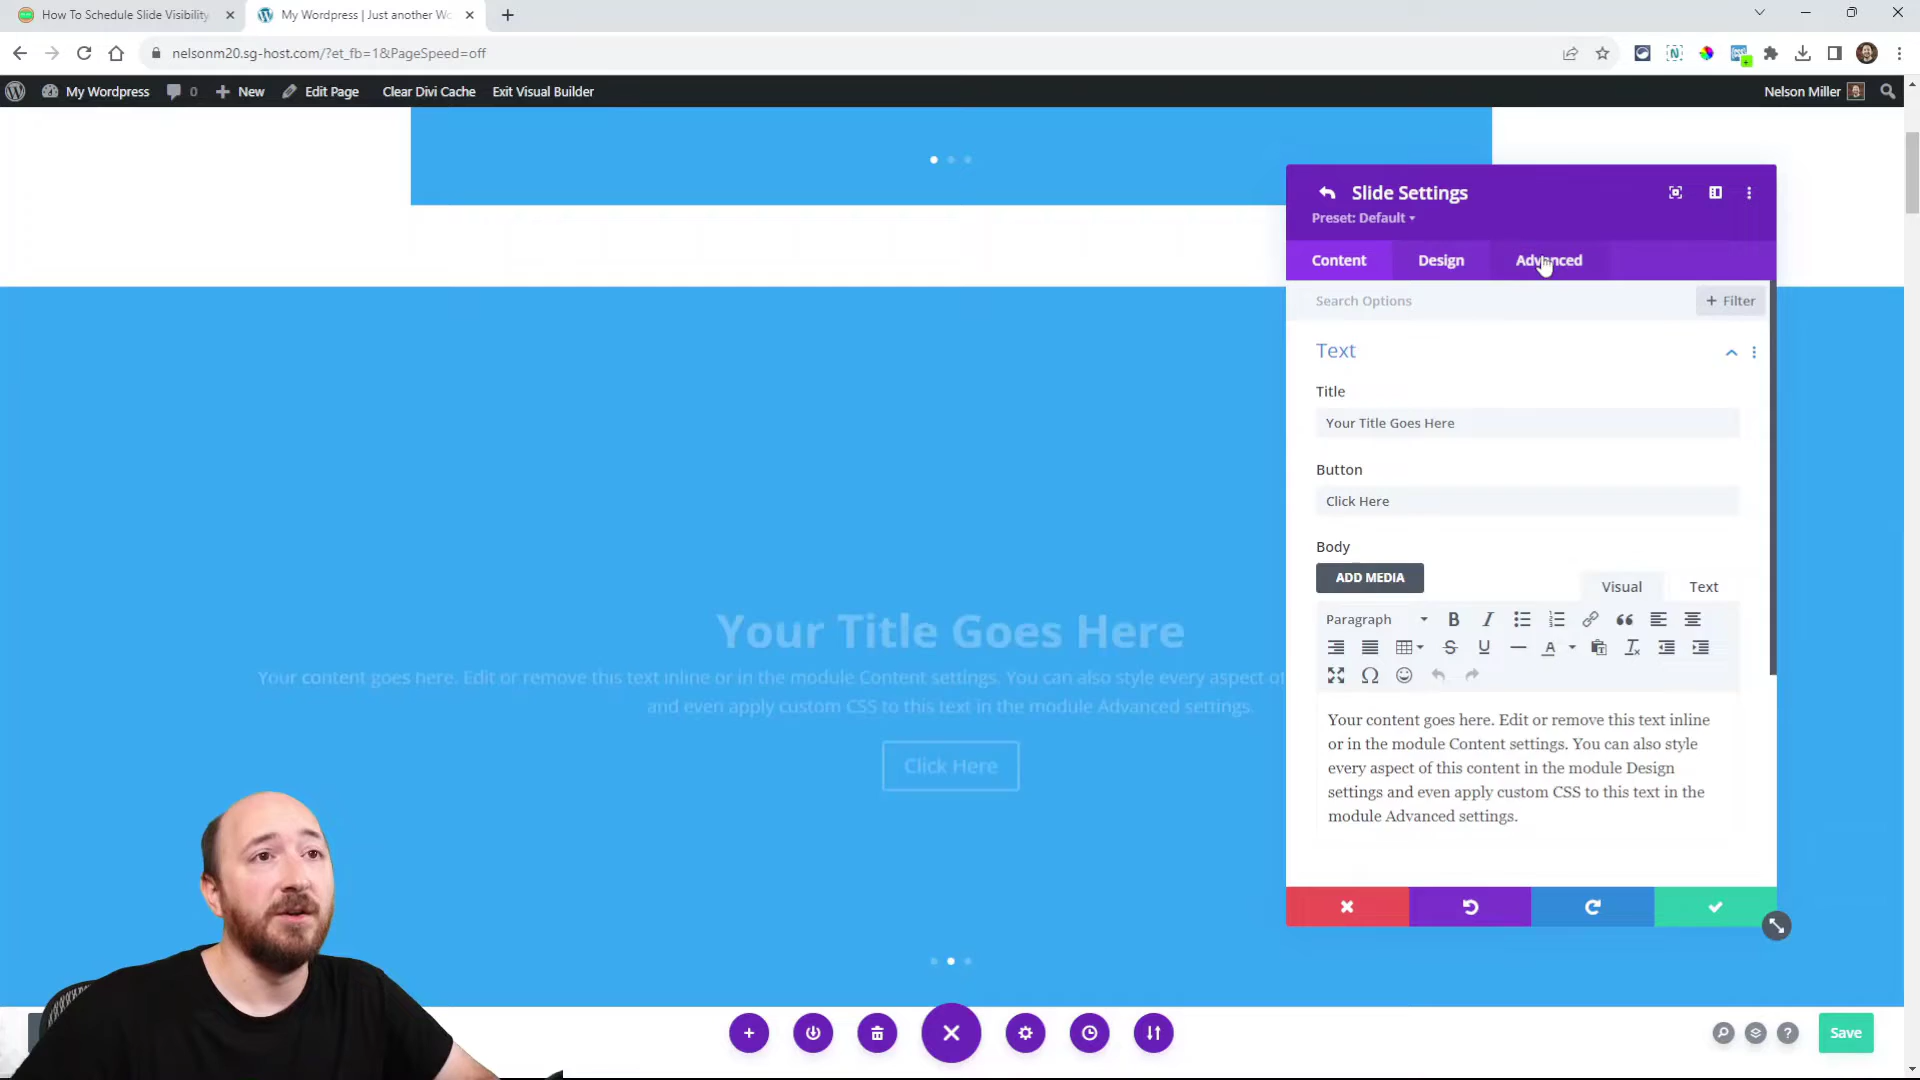 How To Schedule Slide Visibility
My Wordpress | Just another Wo
nelsonm20.sg-host.com/?et_fb=1&PageSpeed=off
My Wordpress 0 New Edit Page Clear Divi Cache Exit Visual Builder Nelson Miller
Slide Settings
Preset: Default
Content Design Advanced
Search Options
+ Filter
Text
Title
Your Title Goes Here
Button
Click Here
Body
ADD MEDIA
Visual Text
Paragraph
Your content goes here. Edit or remove this text inline
or in the module Content settings. You can also style
every aspect of this content in the module Design
settings and even apply custom CSS to this text in the
module Advanced settings.
Your Title Goes Here
Your content goes here. Edit or remove this text inline or in the module Content settings. You can also style every aspect of
and even apply custom CSS to this text in the module Advanced settings.
Click Here
Save